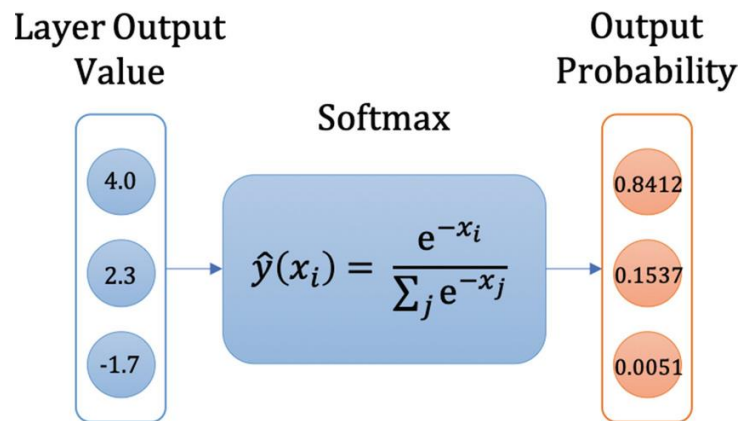 Layer Output
Value
Output
Probability
Softmax
4.0
2.3
-1.7
ŷ(xᵢ) = e^{-xᵢ} / ∑ⱼ e^{-xⱼ}
0.8412
0.1537
0.0051